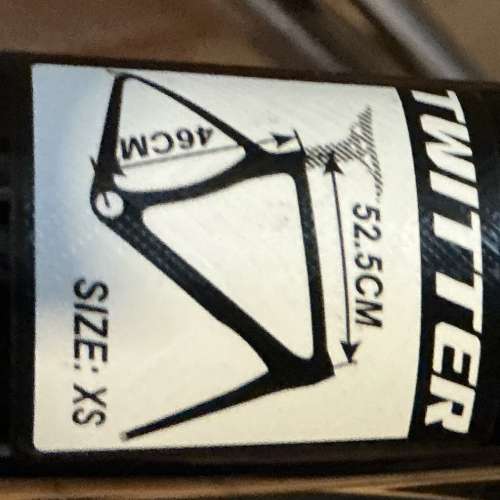 TWITTER
52.5CM
46CM
SIZE: XS